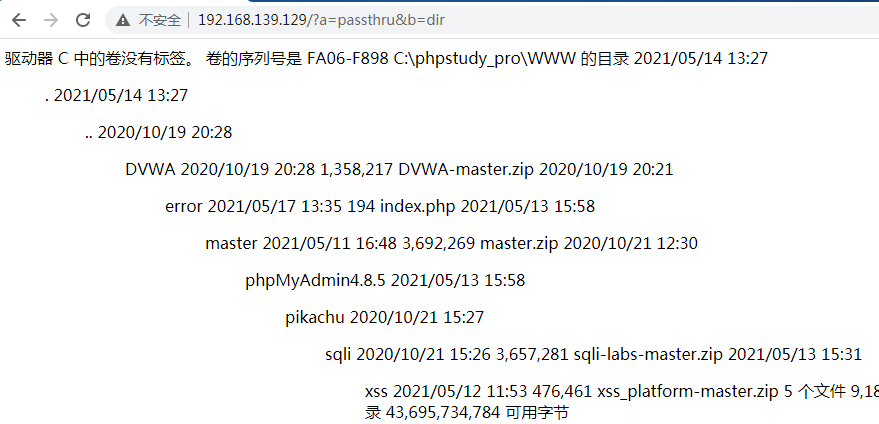 不安全 | 192.168.139.129/?a=passthru&b=dir
驱动器 C 中的卷没有标签。 卷的序列号是 FA06-F898 C:\phpstudy_pro\WWW 的目录 2021/05/14 13:27
. 2021/05/14 13:27
.. 2020/10/19 20:28
DVWA 2020/10/19 20:28 1,358,217 DVWA-master.zip 2020/10/19 20:21
error 2021/05/17 13:35 194 index.php 2021/05/13 15:58
master 2021/05/11 16:48 3,692,269 master.zip 2020/10/21 12:30
phpMyAdmin4.8.5 2021/05/13 15:58
pikachu 2020/10/21 15:27
sqli 2020/10/21 15:26 3,657,281 sqli-labs-master.zip 2021/05/13 15:31
xss 2021/05/12 11:53 476,461 xss_platform-master.zip 5 个文件 9,18
录 43,695,734,784 可用字节